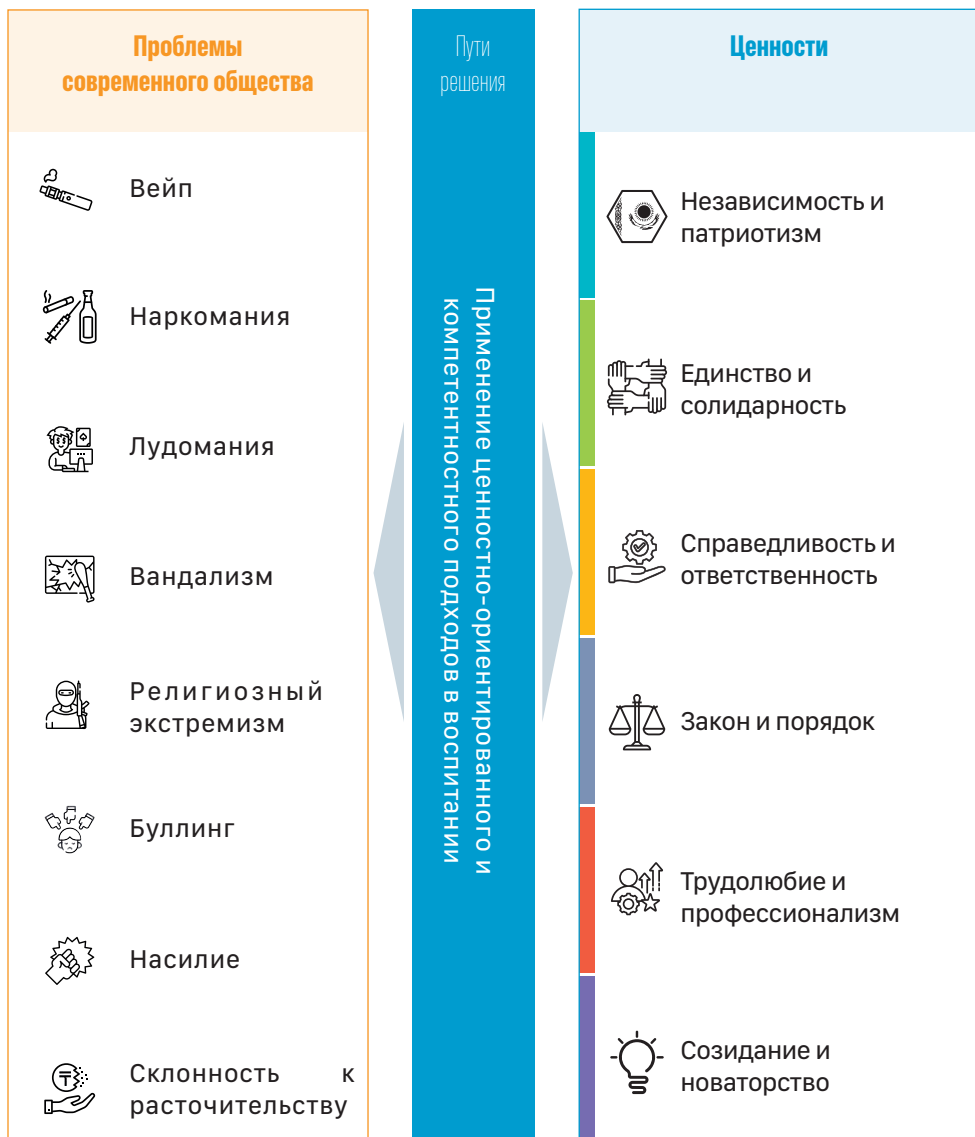 Проблемы
современного общества
Вейп
Наркомания
Лудомания
Вандализм
Религиозный
экстремизм
Буллинг
Насилие
Склонность к
расточительству
Пути
решения
Применение ценностно-ориентированного и
компетентностного подходов в воспитании
Ценности
Независимость и
патриотизм
Единство и
солидарность
Справедливость и
ответственность
Закон и порядок
Трудолюбие и
профессионализм
Созидание и
новаторство